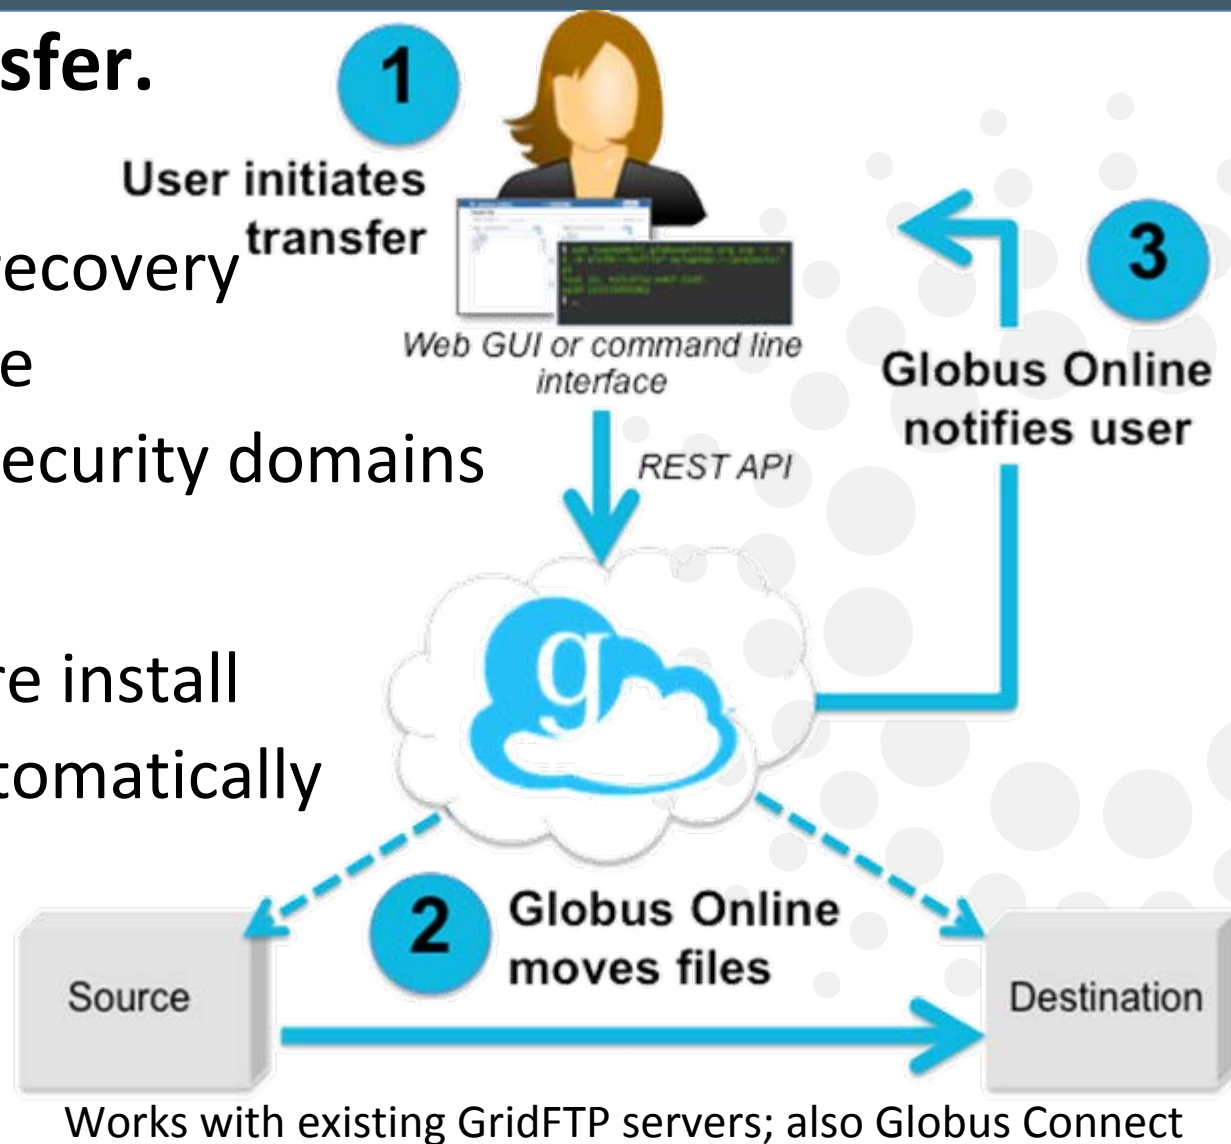 sfer.
1
User initiates
transfer
recovery
Web GUI or command line
interface
e
3
Globus Online
notifies user
ecurity domains
REST API
g
re install
tomatically
2
Globus Online
moves files
Source
Destination
Works with existing GridFTP servers; also Globus Connect